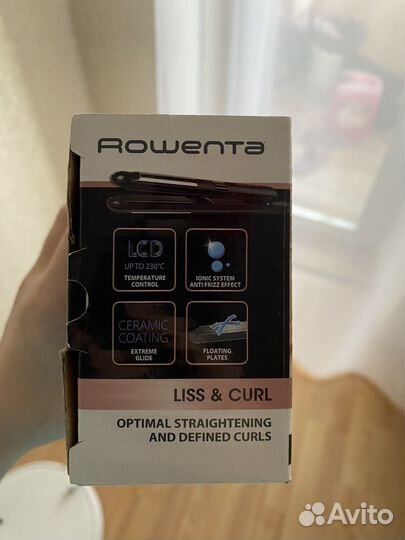 Rowenta
LCD
UP TO 230°C
TEMPERATURE
CONTROL
IONIC SYSTEM
ANTI FRIZZ EFFECT
CERAMIC
COATING
EXTREME
GLIDE
FLOATING
PLATES
LISS & CURL
OPTIMAL STRAIGHTENING
AND DEFINED CURLS
Avito